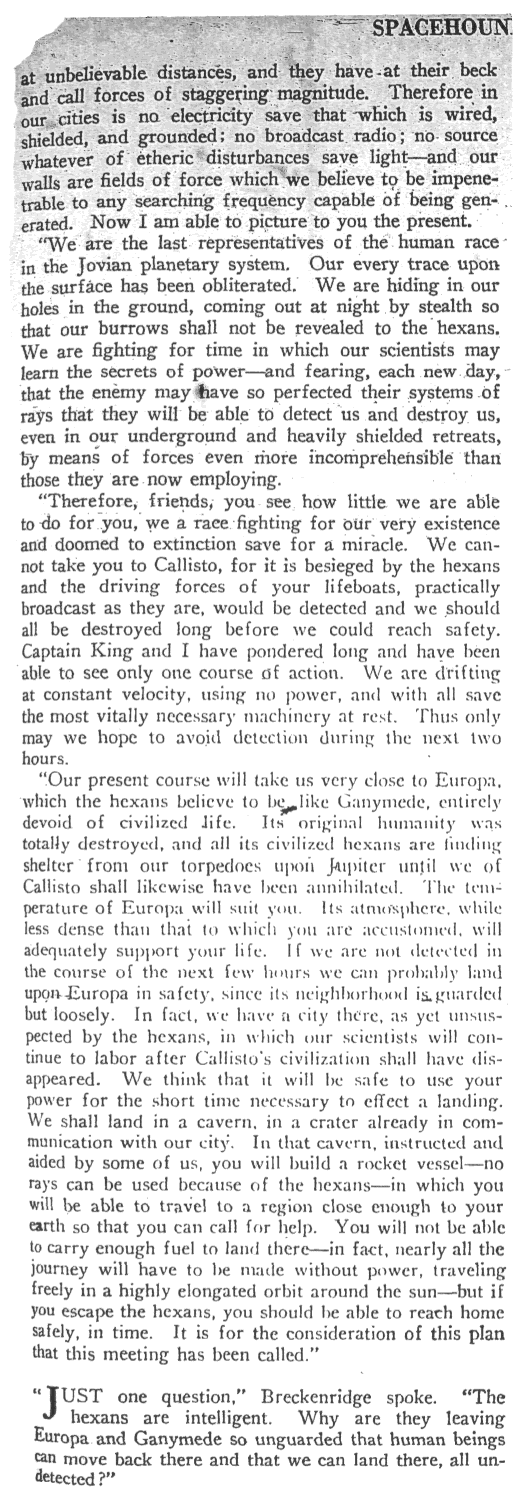 SPACEHOUN
at unbelievable distances, and they have at their beck
and call forces of staggering magnitude. Therefore in
our cities is no electricity save that which is wired,
shielded, and grounded; no broadcast radio; no source
whatever of etheric disturbances save light—and our
walls are fields of force which we believe to be impene-
trable to any searching frequency capable of being gen-
erated. Now I am able to picture to you the present.
"We are the last representatives of the human race
in the Jovian planetary system. Our every trace upon
the surface has been obliterated. We are hiding in our
holes in the ground, coming out at night by stealth so
that our burrows shall not be revealed to the hexans.
We are fighting for time in which our scientists may
learn the secrets of power—and fearing, each new day,
that the enemy may have so perfected their systems of
rays that they will be able to detect us and destroy us,
even in our underground and heavily shielded retreats,
by means of forces even more incomprehensible than
those they are now employing.
"Therefore, friends, you see how little we are able
to do for you, we a race fighting for our very existence
and doomed to extinction save for a miracle. We can-
not take you to Callisto, for it is besieged by the hexans
and the driving forces of your lifeboats, practically
broadcast as they are, would be detected and we should
all be destroyed long before we could reach safety.
Captain King and I have pondered long and have been
able to see only one course of action. We are drifting
at constant velocity, using no power, and with all save
the most vitally necessary machinery at rest. Thus only
may we hope to avoid detection during the next two
hours.
"Our present course will take us very close to Europa,
which the hexans believe to be like Ganymede, entirely
devoid of civilized life. Its original humanity was
totally destroyed, and all its civilized hexans are finding
shelter from our torpedoes upon Jupiter until we of
Callisto shall likewise have been annihilated. The tem-
perature of Europa will suit you. Its atmosphere, while
less dense than that to which you are accustomed, will
adequately support your life. If we are not detected in
the course of the next few hours we can probably land
upon Europa in safety, since its neighborhood is guarded
but loosely. In fact, we have a city there, as yet unsus-
pected by the hexans, in which our scientists will con-
tinue to labor after Callisto's civilization shall have dis-
appeared. We think that it will be safe to use your
power for the short time necessary to effect a landing.
We shall land in a cavern, in a crater already in com-
munication with our city. In that cavern, instructed and
aided by some of us, you will build a rocket vessel—no
rays can be used because of the hexans—in which you
will be able to travel to a region close enough to your
earth so that you can call for help. You will not be able
to carry enough fuel to land there—in fact, nearly all the
journey will have to be made without power, traveling
freely in a highly elongated orbit around the sun—but if
you escape the hexans, you should be able to reach home
safely, in time. It is for the consideration of this plan
that this meeting has been called."
"JUST one question," Breckenridge spoke. "The
hexans are intelligent. Why are they leaving
Europa and Ganymede so unguarded that human beings
can move back there and that we can land there, all un-
detected?"